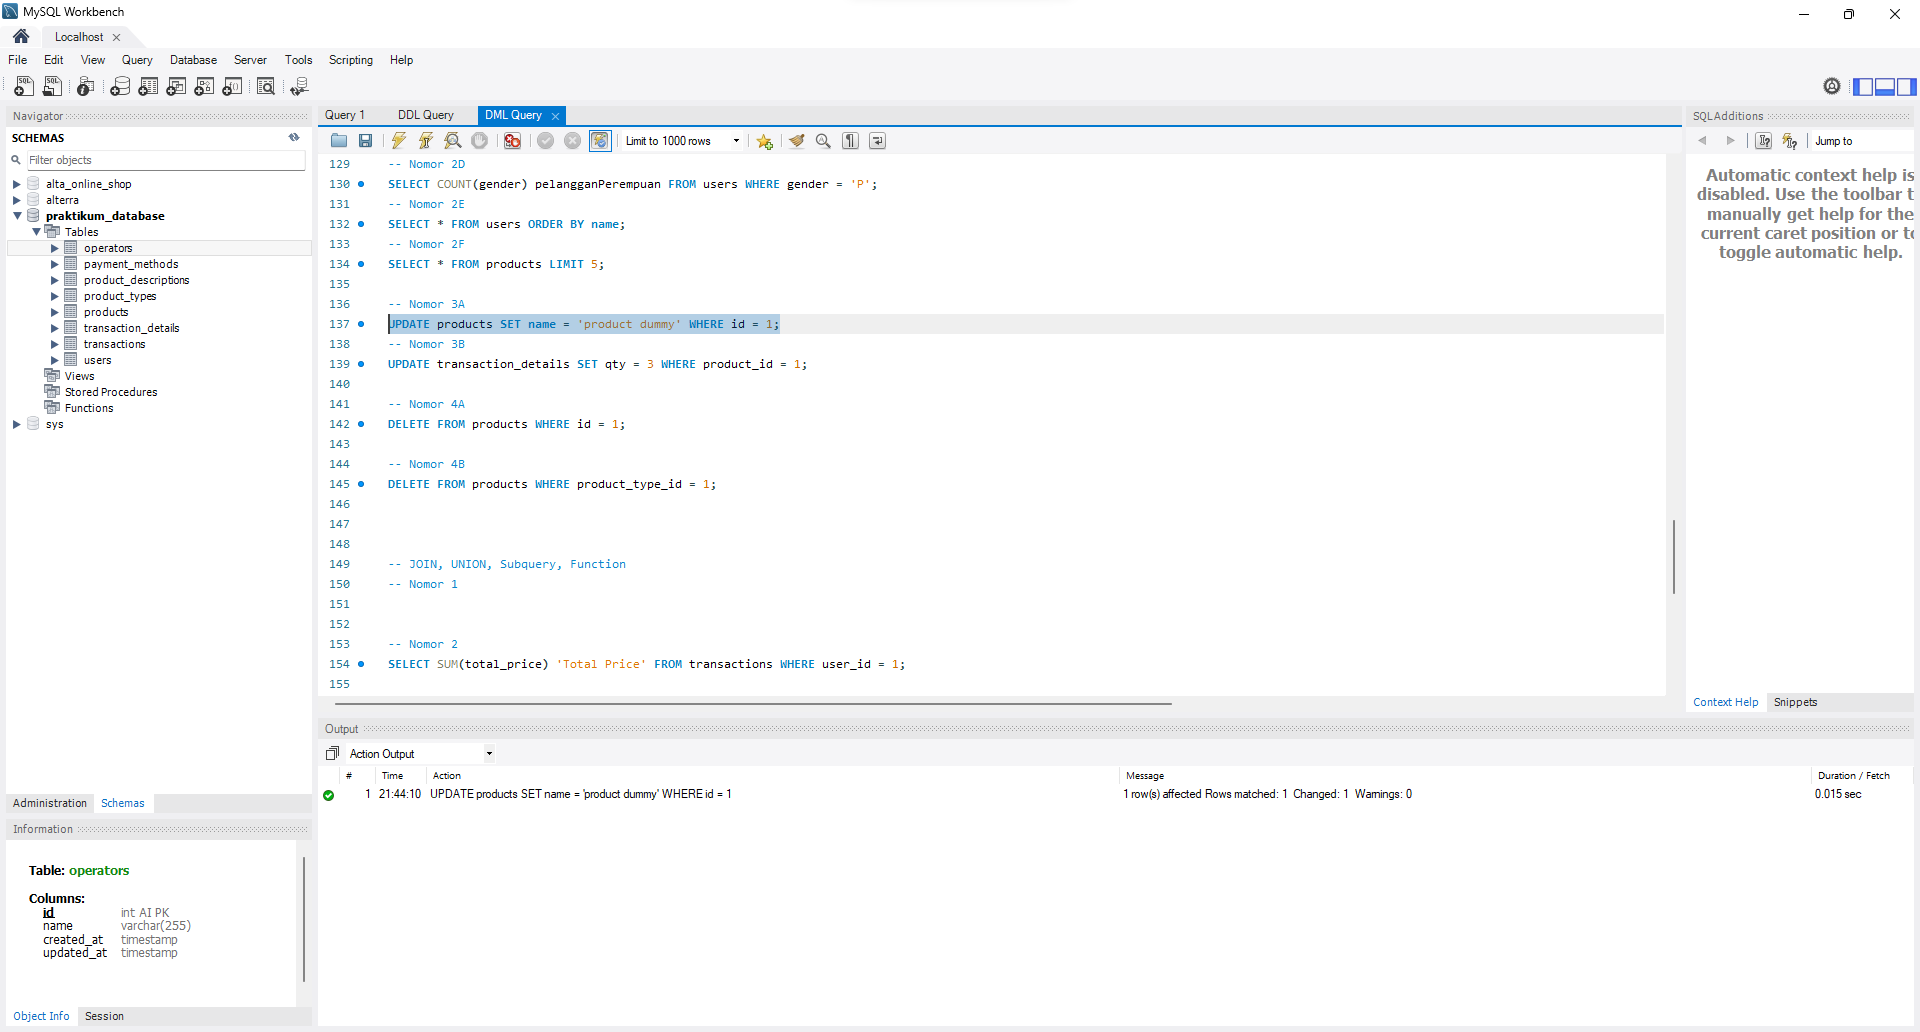 MySQL Workbench
Localhost
File Edit View Query Database Server Tools Scripting Help
Navigator
SCHEMAS
Filter objects
alta_online_shop
alterra
praktikum_database
Tables
operators
payment_methods
product_descriptions
product_types
products
transaction_details
transactions
users
Views
Stored Procedures
Functions
sys
Administration Schemas
Information
Table: operators
Columns:
id int AI PK
name varchar(255)
created_at timestamp
updated_at timestamp
Object Info Session
Query 1 DDL Query DML Query
Limit to 1000 rows
129 -- Nomor 2D
130 SELECT COUNT(gender) pelangganPerempuan FROM users WHERE gender = 'P';
131 -- Nomor 2E
132 SELECT * FROM users ORDER BY name;
133 -- Nomor 2F
134 SELECT * FROM products LIMIT 5;
135
136 -- Nomor 3A
137 UPDATE products SET name = 'product dummy' WHERE id = 1;
138 -- Nomor 3B
139 UPDATE transaction_details SET qty = 3 WHERE product_id = 1;
140
141 -- Nomor 4A
142 DELETE FROM products WHERE id = 1;
143
144 -- Nomor 4B
145 DELETE FROM products WHERE product_type_id = 1;
146
147
148
149 -- JOIN, UNION, Subquery, Function
150 -- Nomor 1
151
152
153 -- Nomor 2
154 SELECT SUM(total_price) 'Total Price' FROM transactions WHERE user_id = 1;
155
SQLAdditions
Jump to
Automatic context help is
disabled. Use the toolbar t
manually get help for the
current caret position or to
toggle automatic help.
Context Help Snippets
Output
Action Output
# Time Action Message Duration / Fetch
1 21:44:10 UPDATE products SET name = 'product dummy' WHERE id = 1 1 row(s) affected Rows matched: 1 Changed: 1 Warnings: 0 0.015 sec